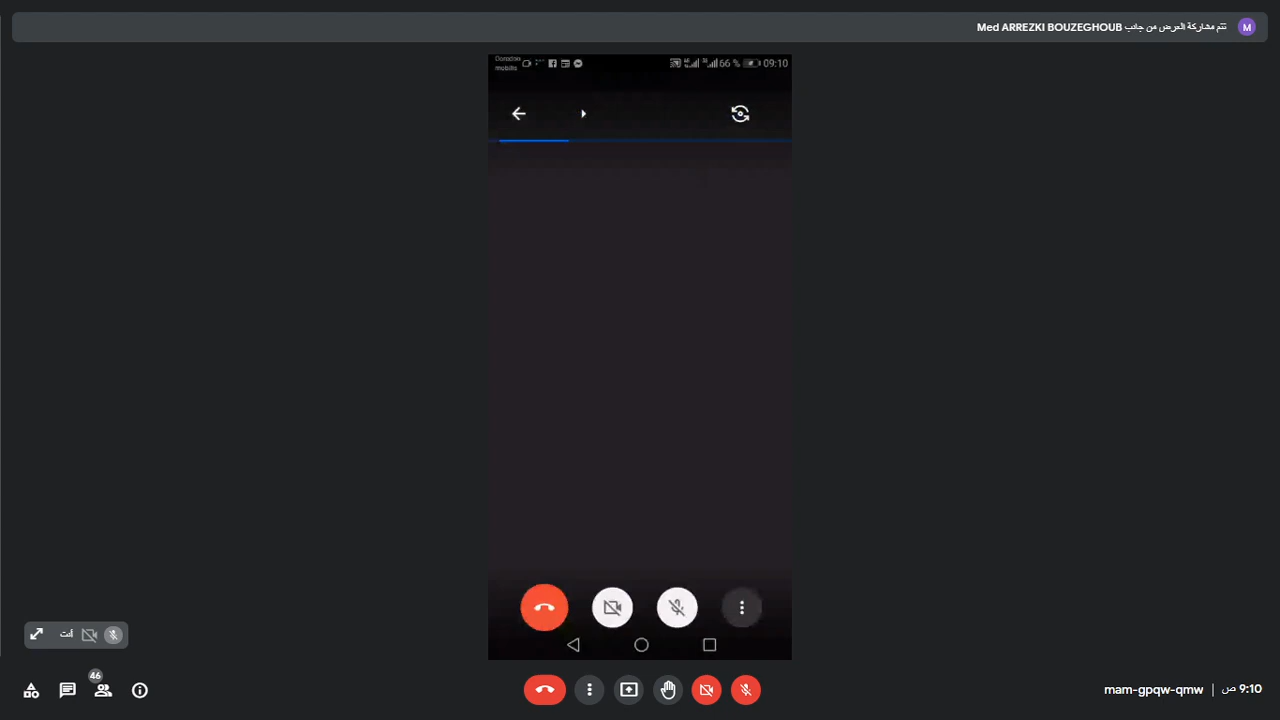 تتم مشاركة العرض من جانب Med ARREZKI BOUZEGHOUB
M
Ooredoo
mobilis
66 %
09:10
أنت
46
mam-gpqw-qmw | 9:10 ص